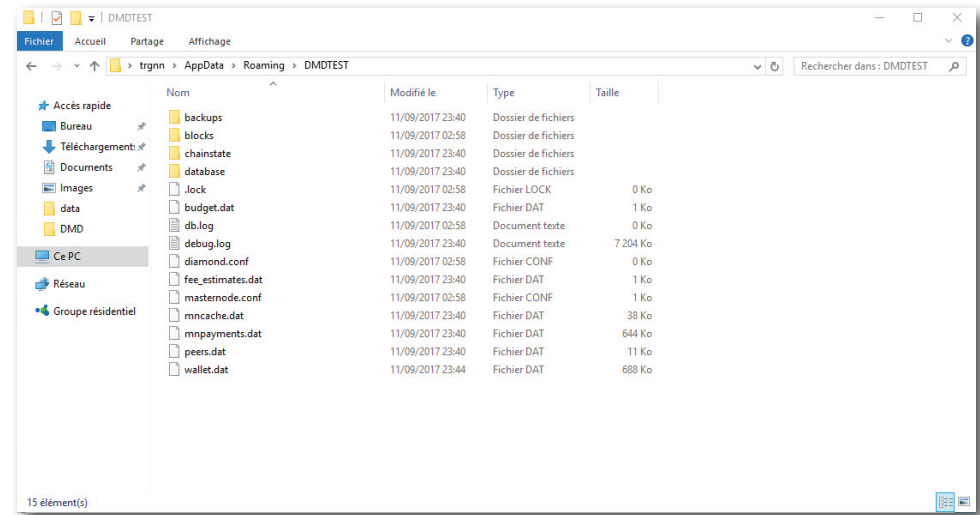 DMDTEST
Fichier Accueil Partage Affichage
trgnn > AppData > Roaming > DMDTEST Rechercher dans : DMDTEST
Nom Modifié le Type Taille
Accès rapide
Bureau
Téléchargement:
Documents
Images
data
DMD
Ce PC
Réseau
Groupe résidentiel
backups 11/09/2017 23:40 Dossier de fichiers
blocks 11/09/2017 02:58 Dossier de fichiers
chainstate 11/09/2017 23:40 Dossier de fichiers
database 11/09/2017 23:40 Dossier de fichiers
.lock 11/09/2017 02:58 Fichier LOCK 0 Ko
budget.dat 11/09/2017 23:40 Fichier DAT 1 Ko
db.log 11/09/2017 02:58 Document texte 0 Ko
debug.log 11/09/2017 23:40 Document texte 7 204 Ko
diamond.conf 11/09/2017 02:58 Fichier CONF 0 Ko
fee_estimates.dat 11/09/2017 23:40 Fichier DAT 1 Ko
masternode.conf 11/09/2017 02:58 Fichier CONF 1 Ko
mncache.dat 11/09/2017 23:40 Fichier DAT 38 Ko
mnpayments.dat 11/09/2017 23:40 Fichier DAT 644 Ko
peers.dat 11/09/2017 23:40 Fichier DAT 11 Ko
wallet.dat 11/09/2017 23:44 Fichier DAT 688 Ko
15 élément(s)